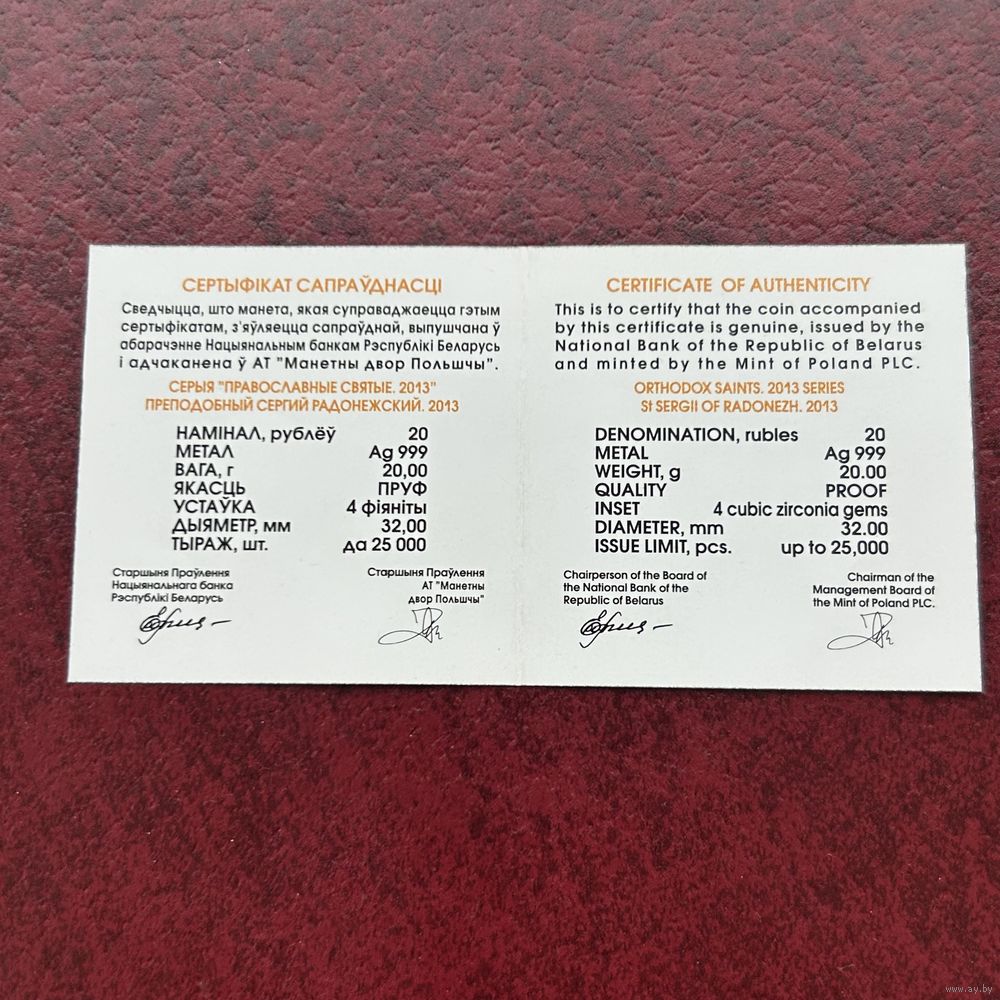 СЕРТЫФІКАТ САПРАЎДНАСЦІ
Сведчыцца, што манета, якая суправаджаецца гэтым
сертыфікатам, з'яўляецца сапраўднай, выпушчана ў
абарачэнне Нацыянальным банкам Рэспублікі Беларусь
і адчаканена ў АТ "Манетны двор Польшчы".
СЕРЫЯ "ПРАВОСЛАВНЫЕ СВЯТЫЕ. 2013"
ПРЕПОДОБНЫЙ СЕРГИЙ РАДОНЕЖСКИЙ. 2013
НАМІНАЛ, рублёў 20
МЕТАЛ Ag 999
ВАГА, г 20,00
ЯКАСЦЬ ПРУФ
УСТАЎКА 4 фіяніты
ДЫЯМЕТР, мм 32,00
ТЫРАЖ, шт. да 25 000
Старшыня Праўлення
Нацыянальнага банка
Рэспублікі Беларусь
Старшыня Праўлення
АТ "Манетны
двор Польшчы"
CERTIFICATE OF AUTHENTICITY
This is to certify that the coin accompanied
by this certificate is genuine, issued by the
National Bank of the Republic of Belarus
and minted by the Mint of Poland PLC.
ORTHODOX SAINTS. 2013 SERIES
St SERGII OF RADONEZH. 2013
DENOMINATION, rubles 20
METAL Ag 999
WEIGHT, g 20.00
QUALITY PROOF
INSET 4 cubic zirconia gems
DIAMETER, mm 32.00
ISSUE LIMIT, pcs. up to 25,000
Chairperson of the Board of
the National Bank of the
Republic of Belarus
Chairman of the
Management Board of
the Mint of Poland PLC.
www.ay.by